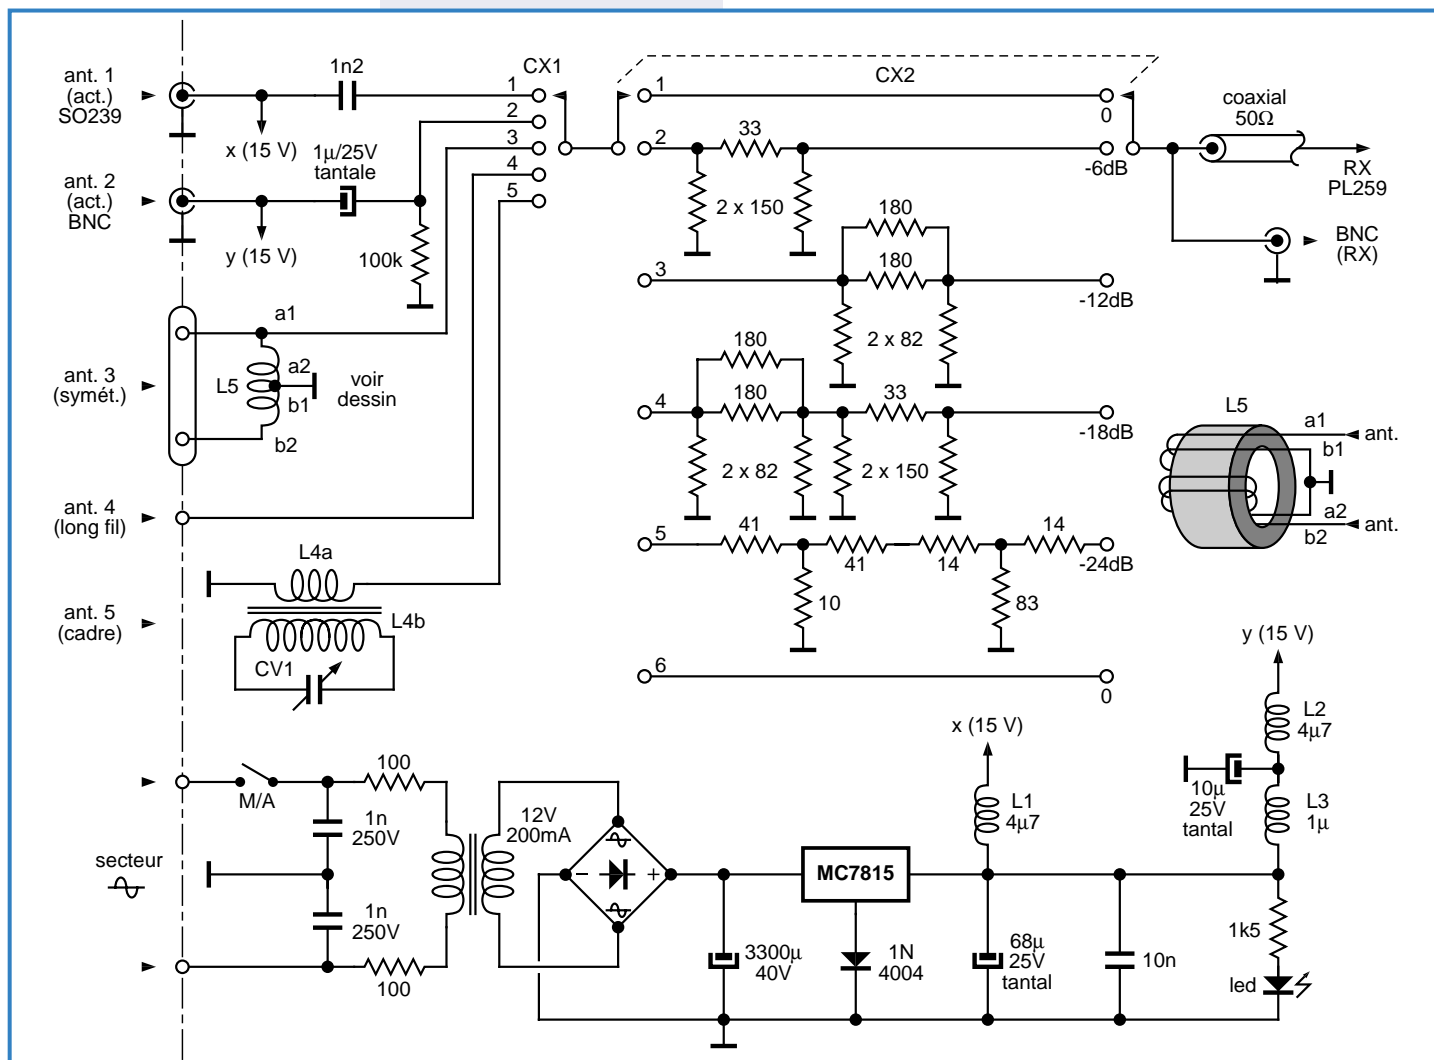 ant. 1
(act.)
SO239
1n2
CX1
CX2
1
2
3
4
5
x (15 V)
1µ/25V
tantale
ant. 2
(act.)
BNC
y (15 V)
100k
1
0
coaxial
50Ω
2
33
-6dB
2 x 150
RX
PL259
BNC
(RX)
180
180
3
-12dB
2 x 82
ant. 3
(symét.)
a1
L5
a2
b1
b2
voir
dessin
180
180
33
4
-18dB
2 x 82
2 x 150
L5
a1
ant.
b1
a2
ant.
b2
ant. 4
(long fil)
5
41
41
14
14
-24dB
10
83
ant. 5
(cadre)
L4a
L4b
CV1
6
0
y (15 V)
x (15 V)
L2
4µ7
10µ
25V
tantal
L3
1µ
L1
4µ7
M/A
100
1n
250V
secteur
1n
250V
100
12V
200mA
-
+
MC7815
3300µ
40V
1N
4004
68µ
25V
tantal
10n
1k5
led